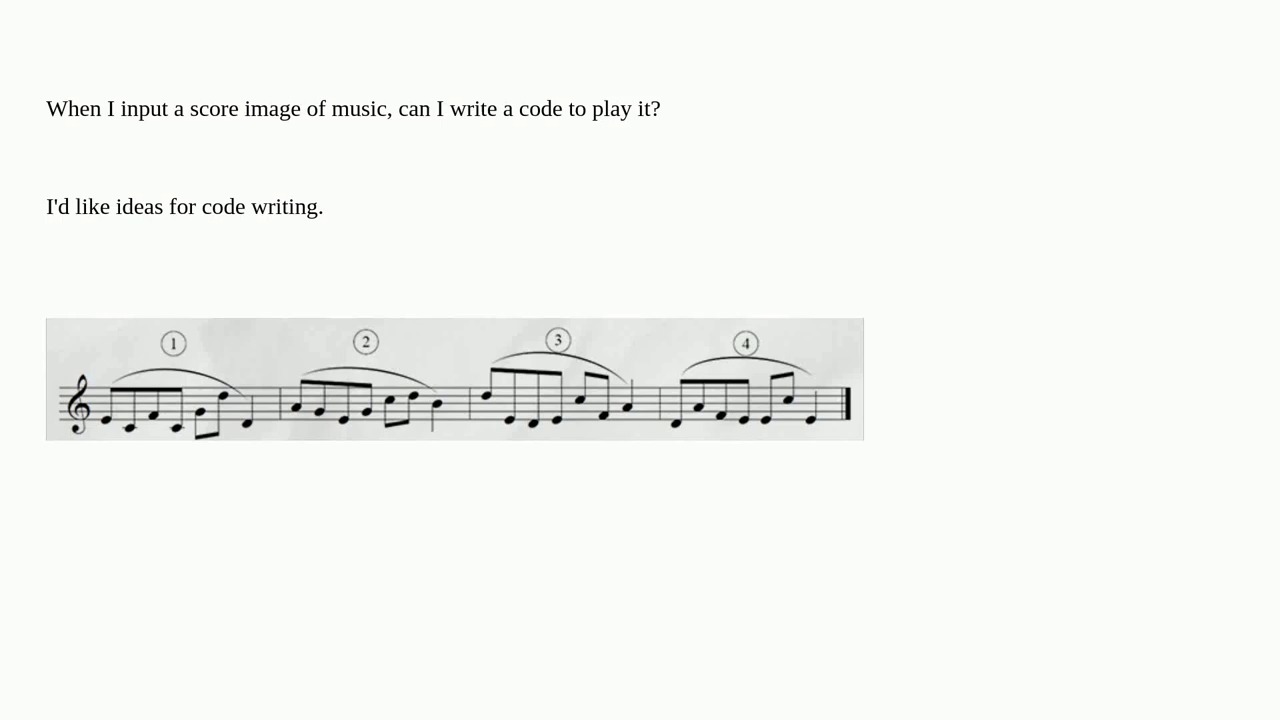 When I input a score image of music, can I write a code to play it?
I'd like ideas for code writing.
1 2 3 4